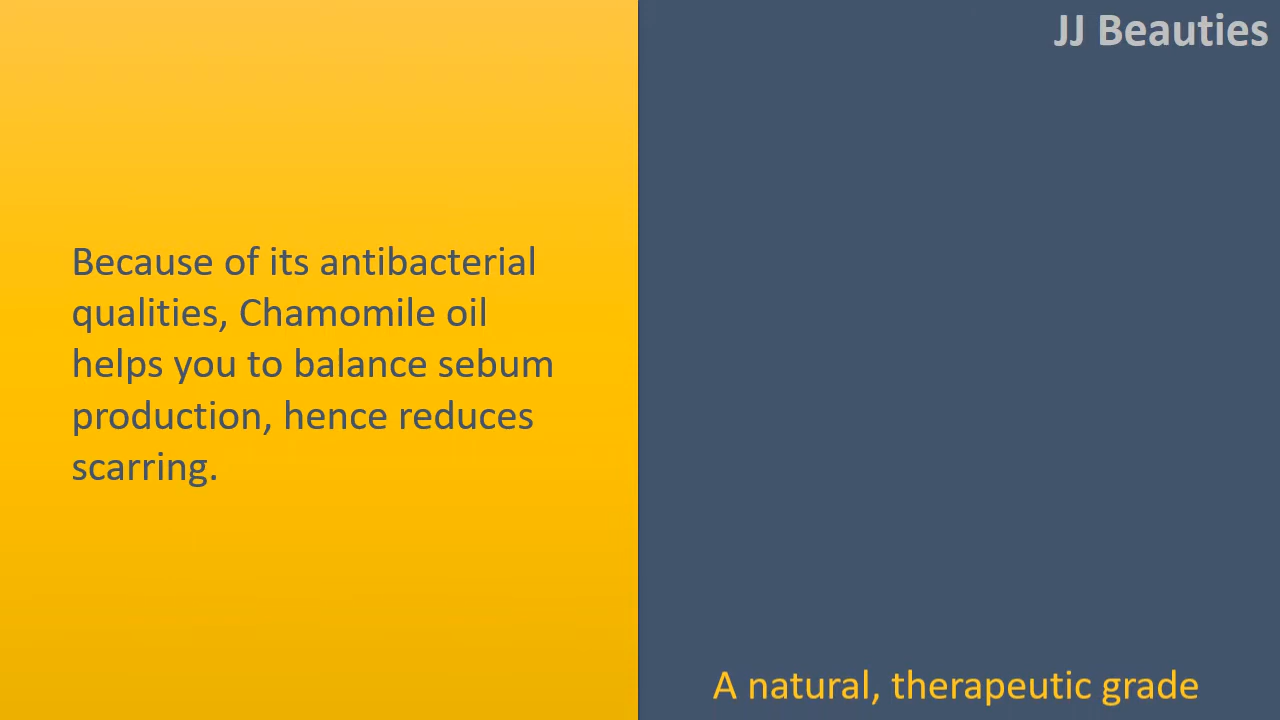 JJ Beauties
Because of its antibacterial
qualities, Chamomile oil
helps you to balance sebum
production, hence reduces
scarring.
A natural, therapeutic grade